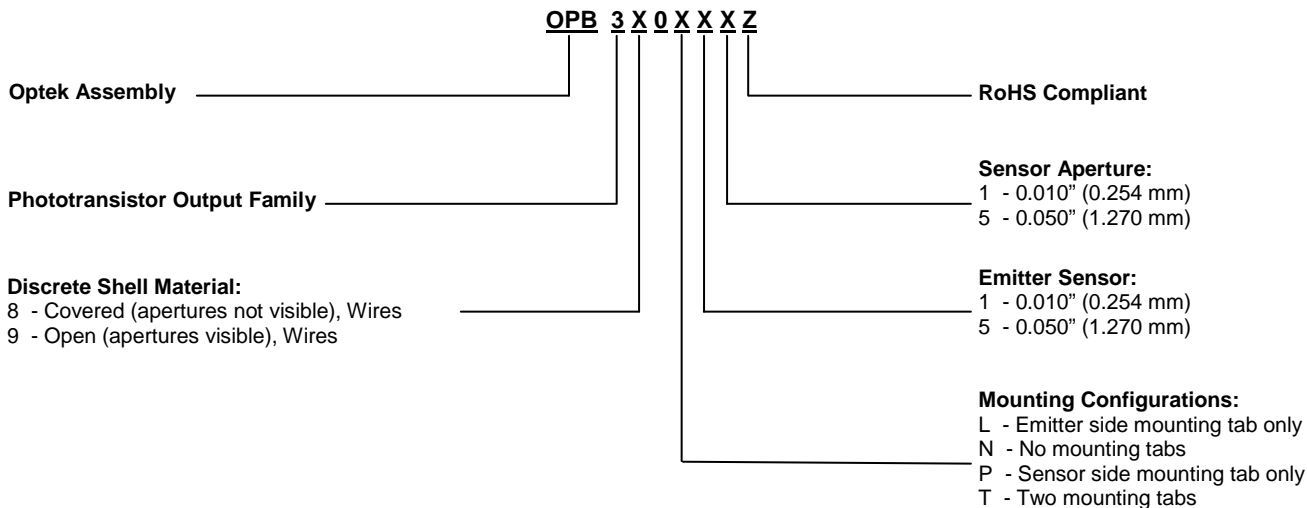 OPB 3 X 0 X X X Z
Optek Assembly
RoHS Compliant
Sensor Aperture:
1 - 0.010” (0.254 mm)
5 - 0.050” (1.270 mm)
Phototransistor Output Family
Discrete Shell Material:
8 - Covered (apertures not visible), Wires
9 - Open (apertures visible), Wires
Emitter Sensor:
1 - 0.010” (0.254 mm)
5 - 0.050” (1.270 mm)
Mounting Configurations:
L - Emitter side mounting tab only
N - No mounting tabs
P - Sensor side mounting tab only
T - Two mounting tabs